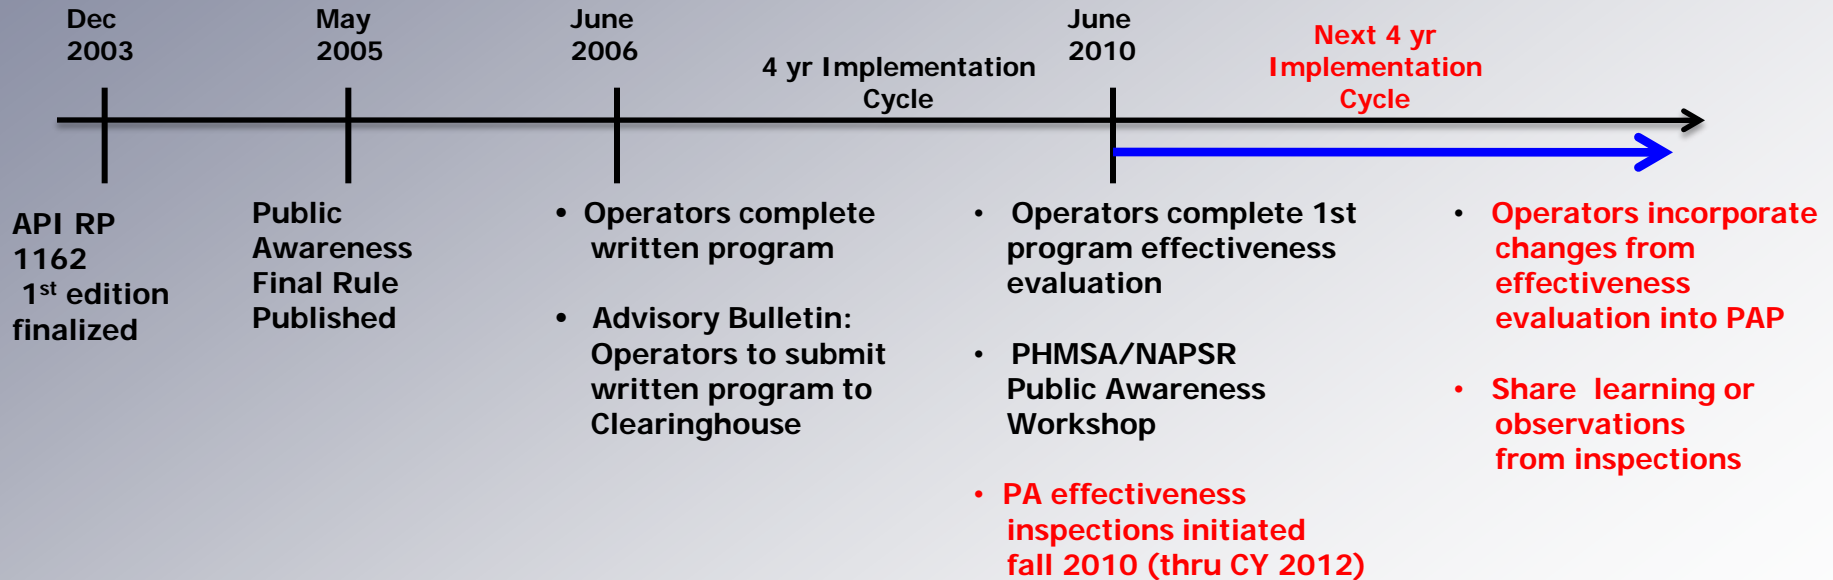 Dec
2003
May
2005
June
2006
4 yr Implementation
Cycle
June
2010
Next 4 yr
Implementation
Cycle
API RP
1162
1st edition
finalized
Public
Awareness
Final Rule
Published
• Operators complete
written program
• Advisory Bulletin:
Operators to submit
written program to
Clearinghouse
• Operators complete 1st
program effectiveness
evaluation
• PHMSA/NAPSR
Public Awareness
Workshop
• PA effectiveness
inspections initiated
fall 2010 (thru CY 2012)
• Operators incorporate
changes from
effectiveness
evaluation into PAP
• Share learning or
observations
from inspections